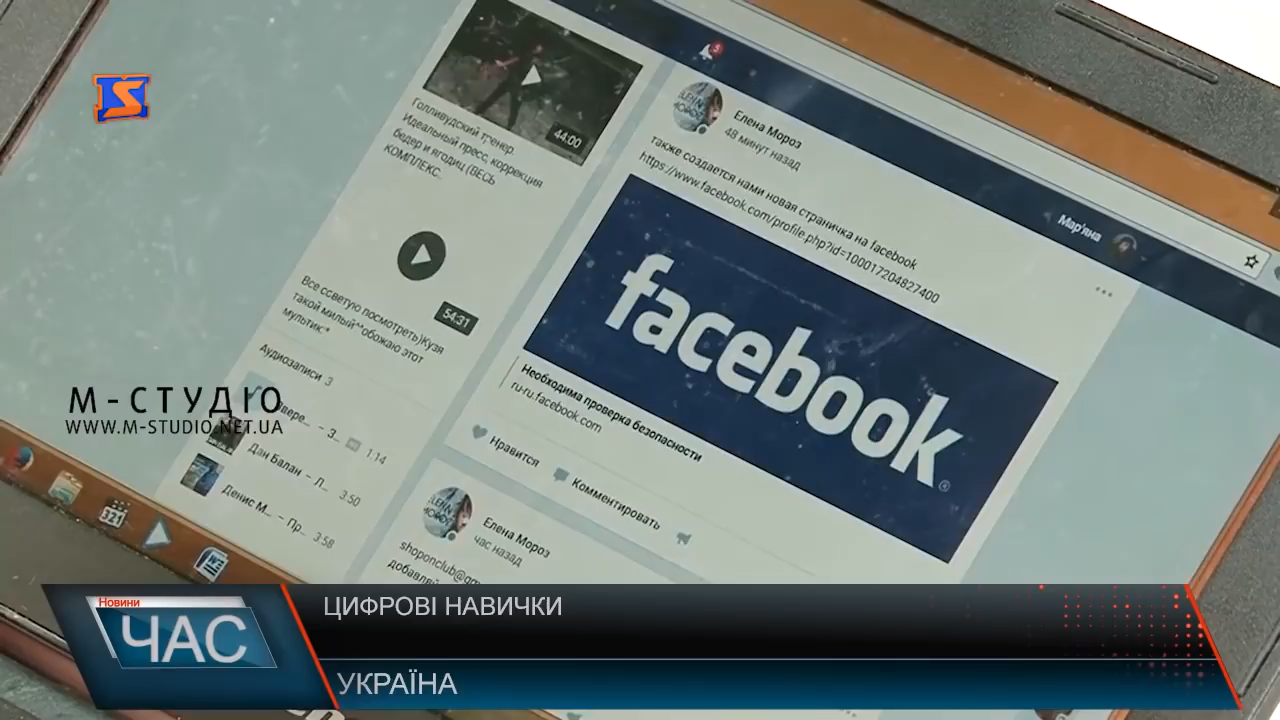 44:00
Голливудский тренер.
Идеальный пресс, коррекция
бедер и ягодиц (ВЕСЬ
КОМПЛЕКС..
54:31
Все ссветую посмотреть)Кузя
такой милый^^обожаю этот
мультик:*
Аудиозаписи 3
1:14
Дан Балан – Л...
3:50
Денис М... – Пр...
3:58
5
Мар'яна
Елена Мороз
48 минут назад
также создается нами новая страничка на facebook
https://www.facebook.com/profile.php?id=100017204827400
facebook
Необходима проверка безопасности
ru-ru.facebook.com
Нравится
Комментировать
Елена Мороз
час назад
М-СТУДІО
WWW.M-STUDIO.NET.UA
321
Новини
ЧАС
ЦИФРОВІ НАВИЧКИ
УКРАЇНА